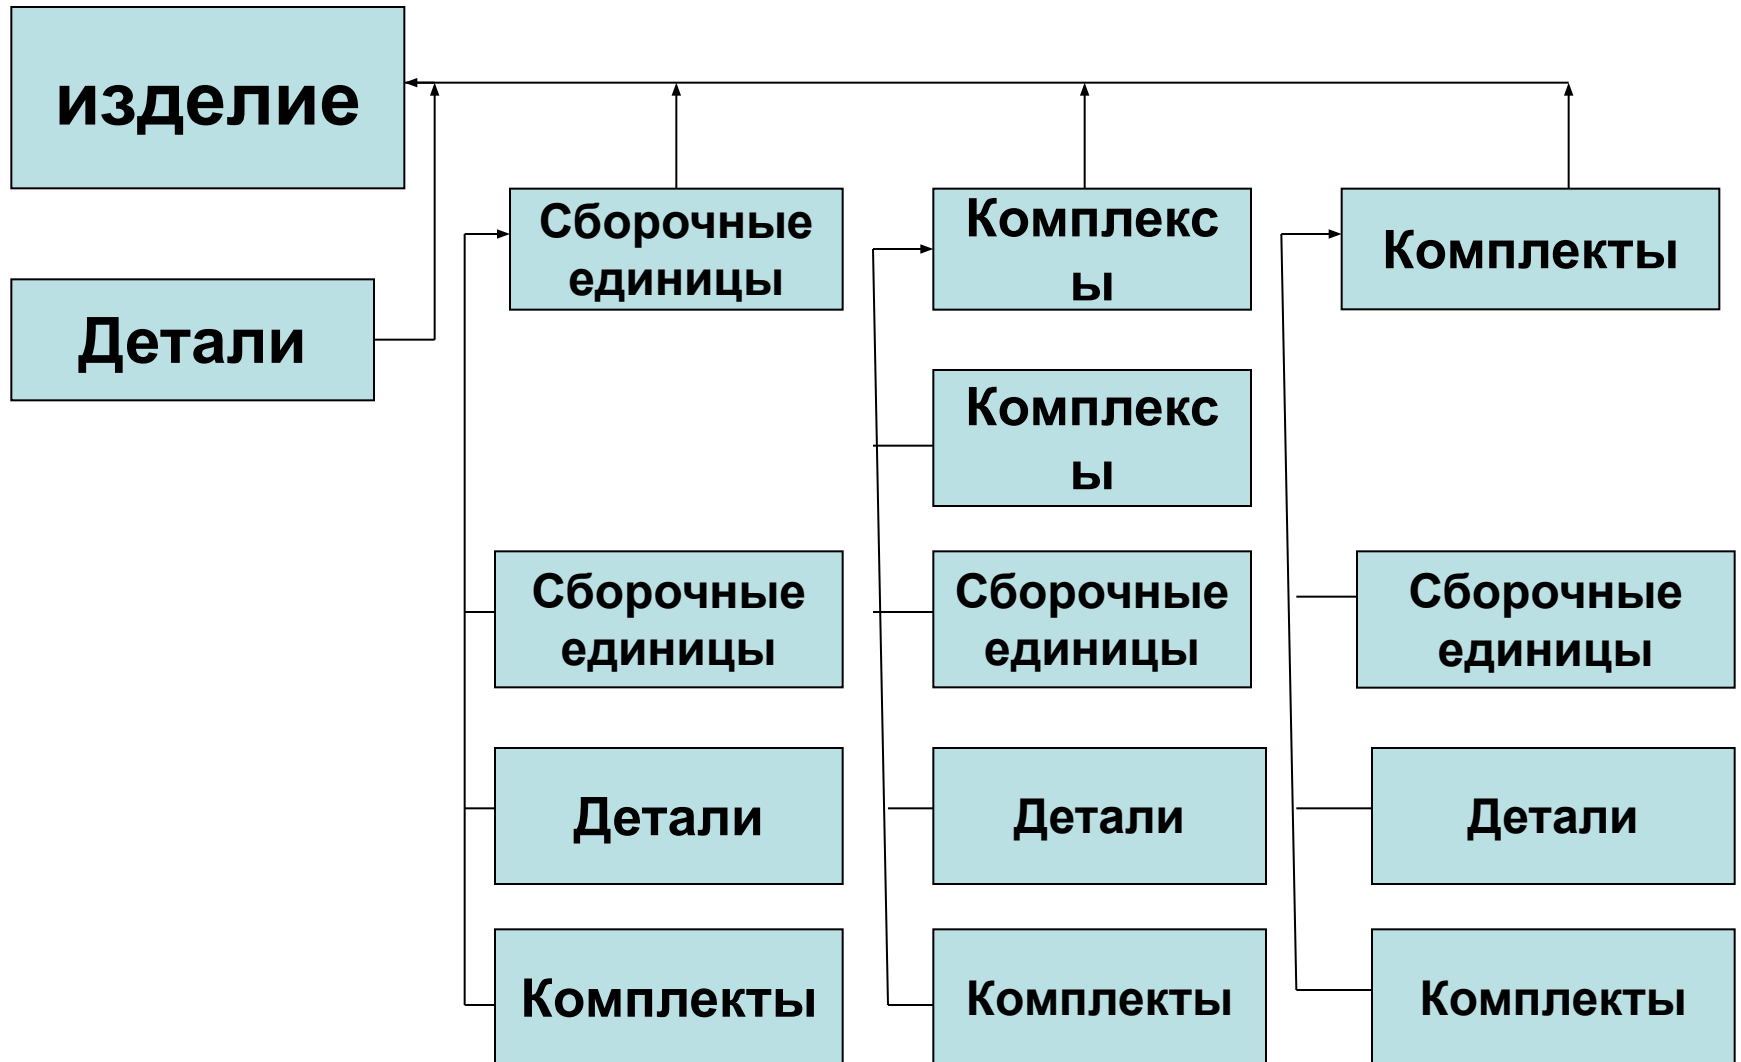 изделие
Сборочные
единицы
Комплекс
ы
Комплекты
Детали
Комплекс
ы
Сборочные
единицы
Сборочные
единицы
Сборочные
единицы
Детали
Детали
Детали
Комплекты
Комплекты
Комплекты